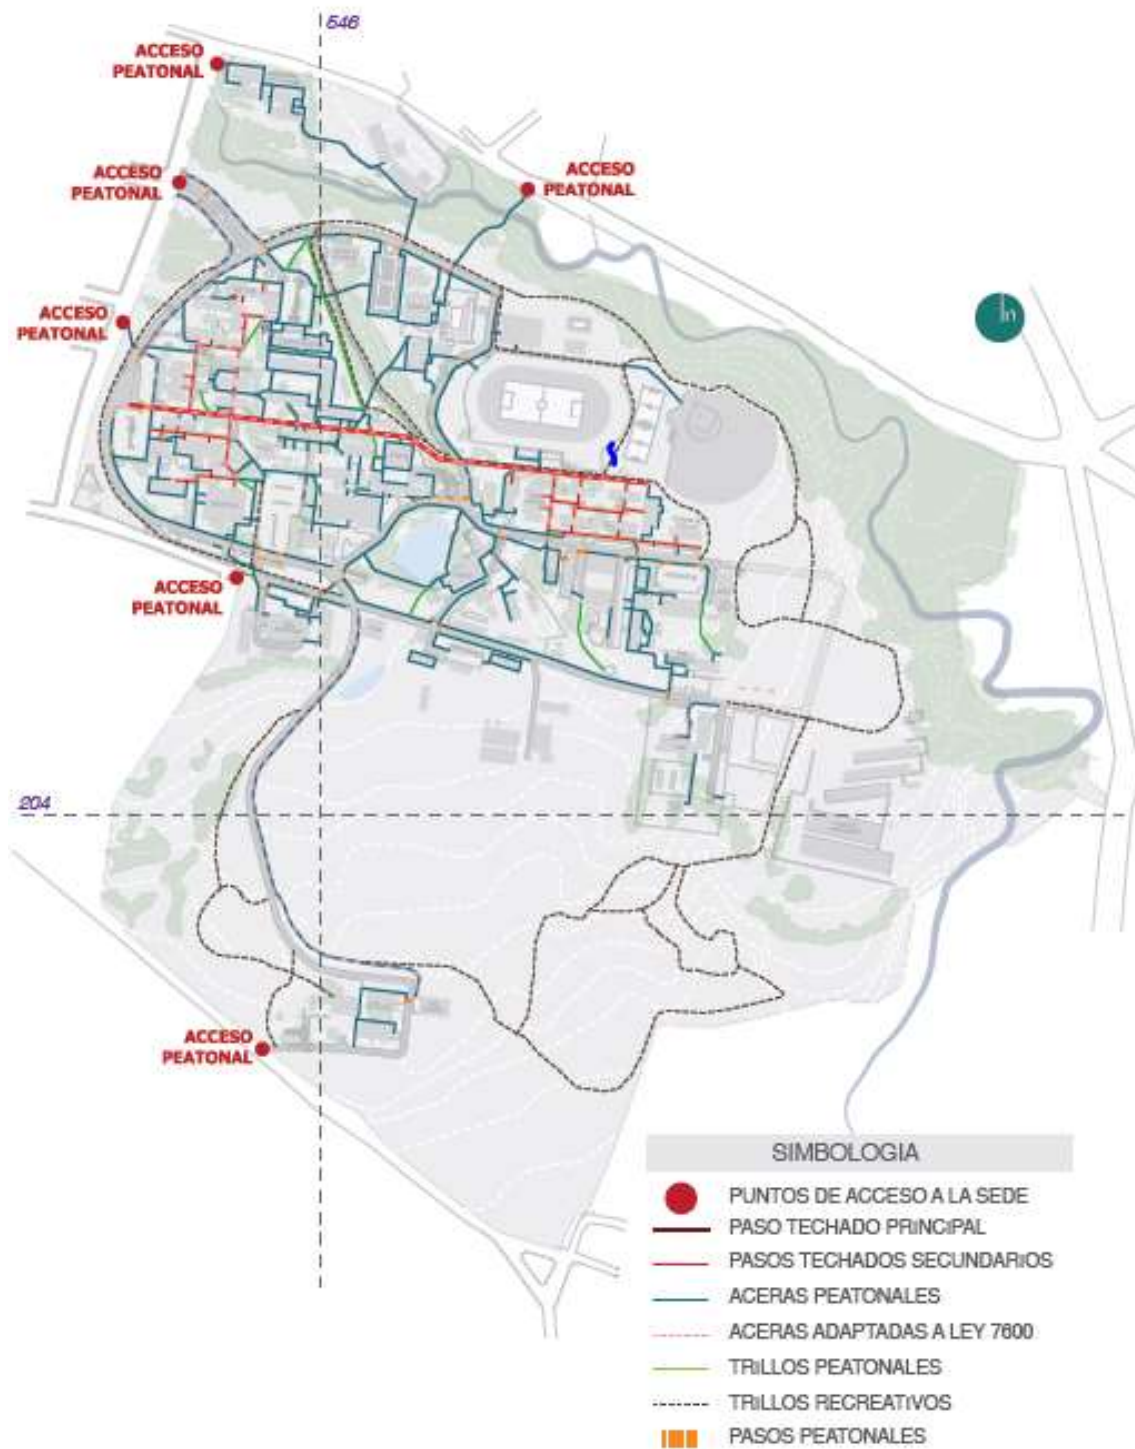 546
ACCESO
PEATONAL
ACCESO
PEATONAL
ACCESO
PEATONAL
ACCESO
PEATONAL
In
ACCESO
PEATONAL
204
ACCESO
PEATONAL
SIMBOLOGIA
PUNTOS DE ACCESO A LA SEDE
PASO TECHADO PRINCIPAL
PASOS TECHADOS SECUNDARIOS
ACERAS PEATONALES
ACERAS ADAPTADAS A LEY 7600
TRILLOS PEATONALES
TRILLOS RECREATIVOS
PASOS PEATONALES